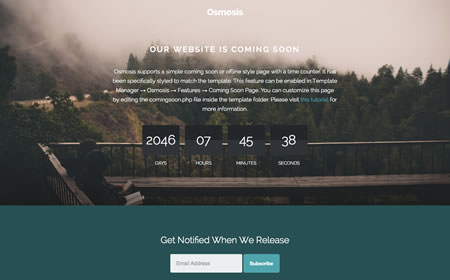 Osmosis
OUR WEBSITE IS COMING SOON
Osmosis supports a simple coming soon or offline style page with a time counter. It has
been specifically styled to match the template. This feature can be enabled in Template
Manager → Osmosis → Features → Coming Soon Page. You can customize this page
by editing the comingsoon.php file inside the template folder. Please visit this tutorial for
more information.
2046 07 45 38
DAYS HOURS MINUTES SECONDS
Get Notified When We Release
Email Address Subscribe